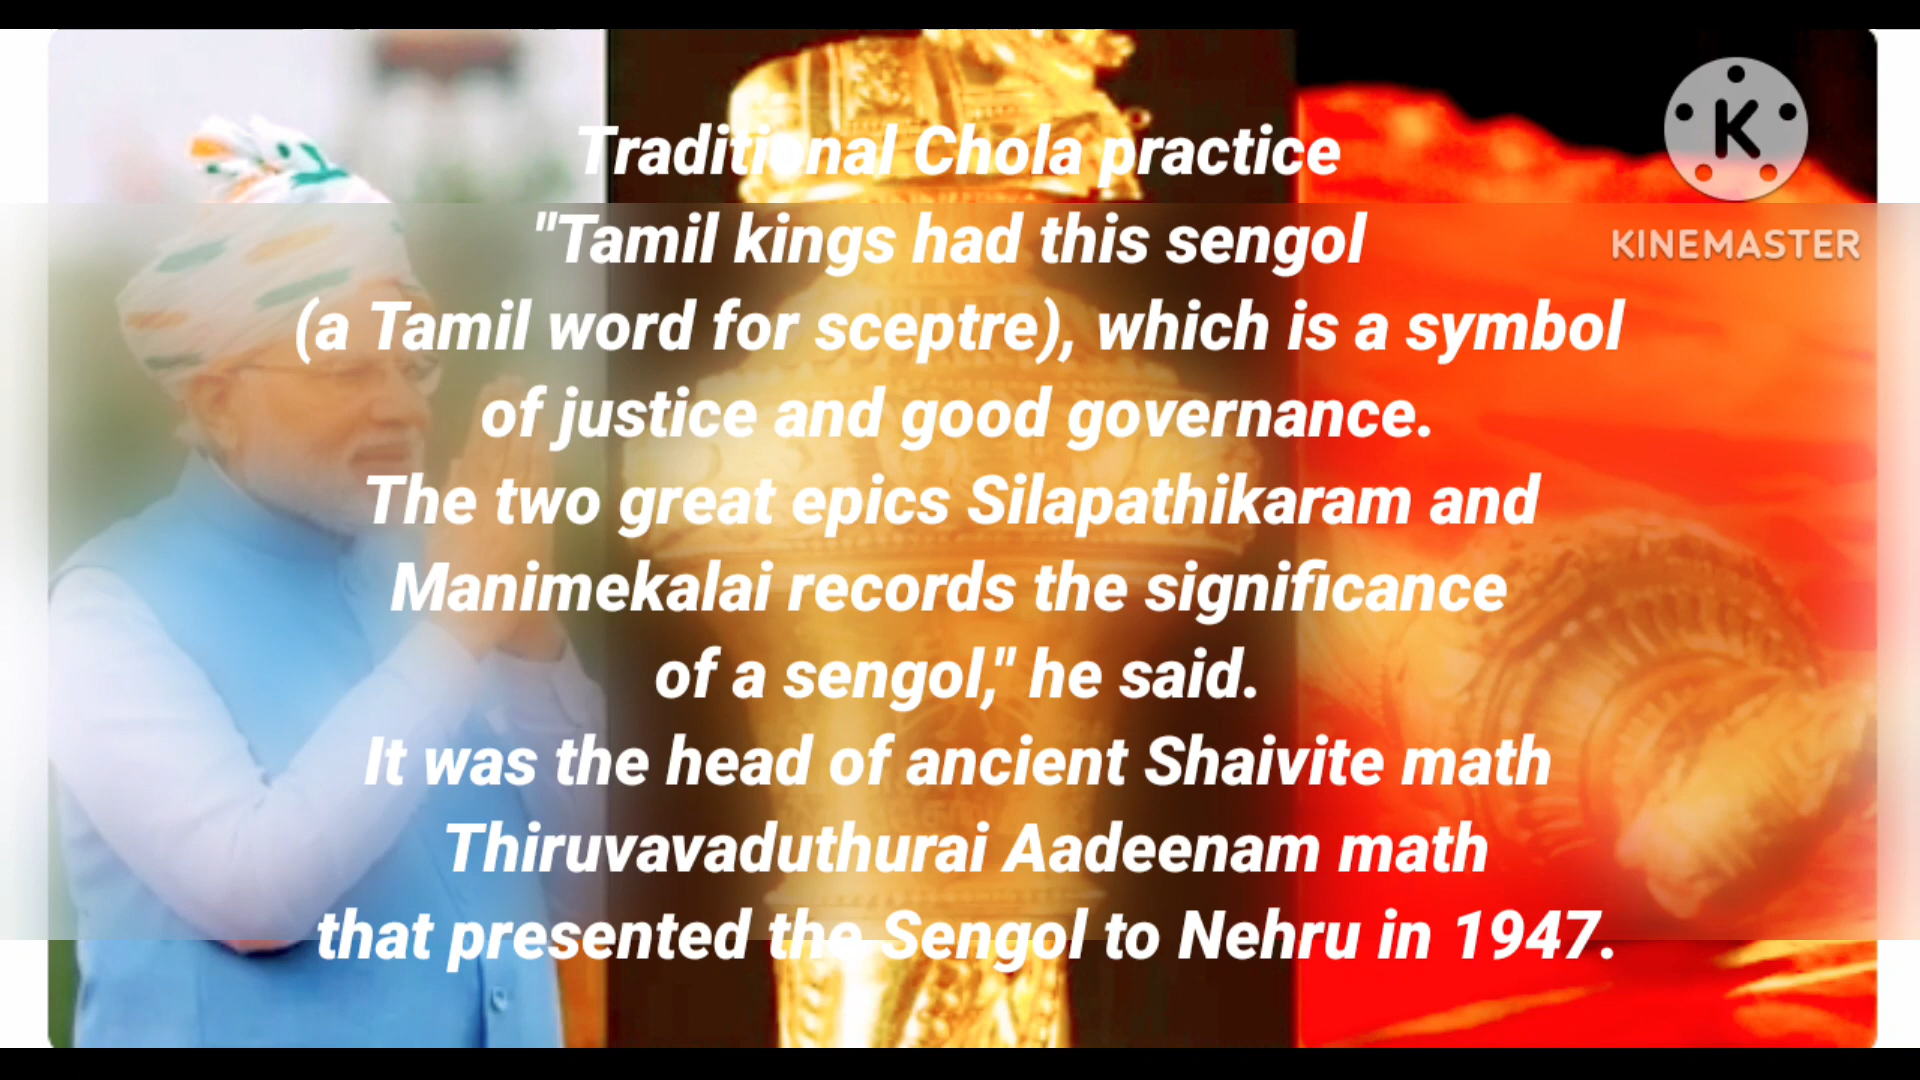 Traditional Chola practice
"Tamil kings had this sengol
(a Tamil word for sceptre), which is a symbol
of justice and good governance.
The two great epics Silapathikaram and
Manimekalai records the significance
of a sengol," he said.
It was the head of ancient Shaivite math
Thiruvavaduthurai Aadeenam math
that presented the Sengol to Nehru in 1947.
K
KINEMASTER